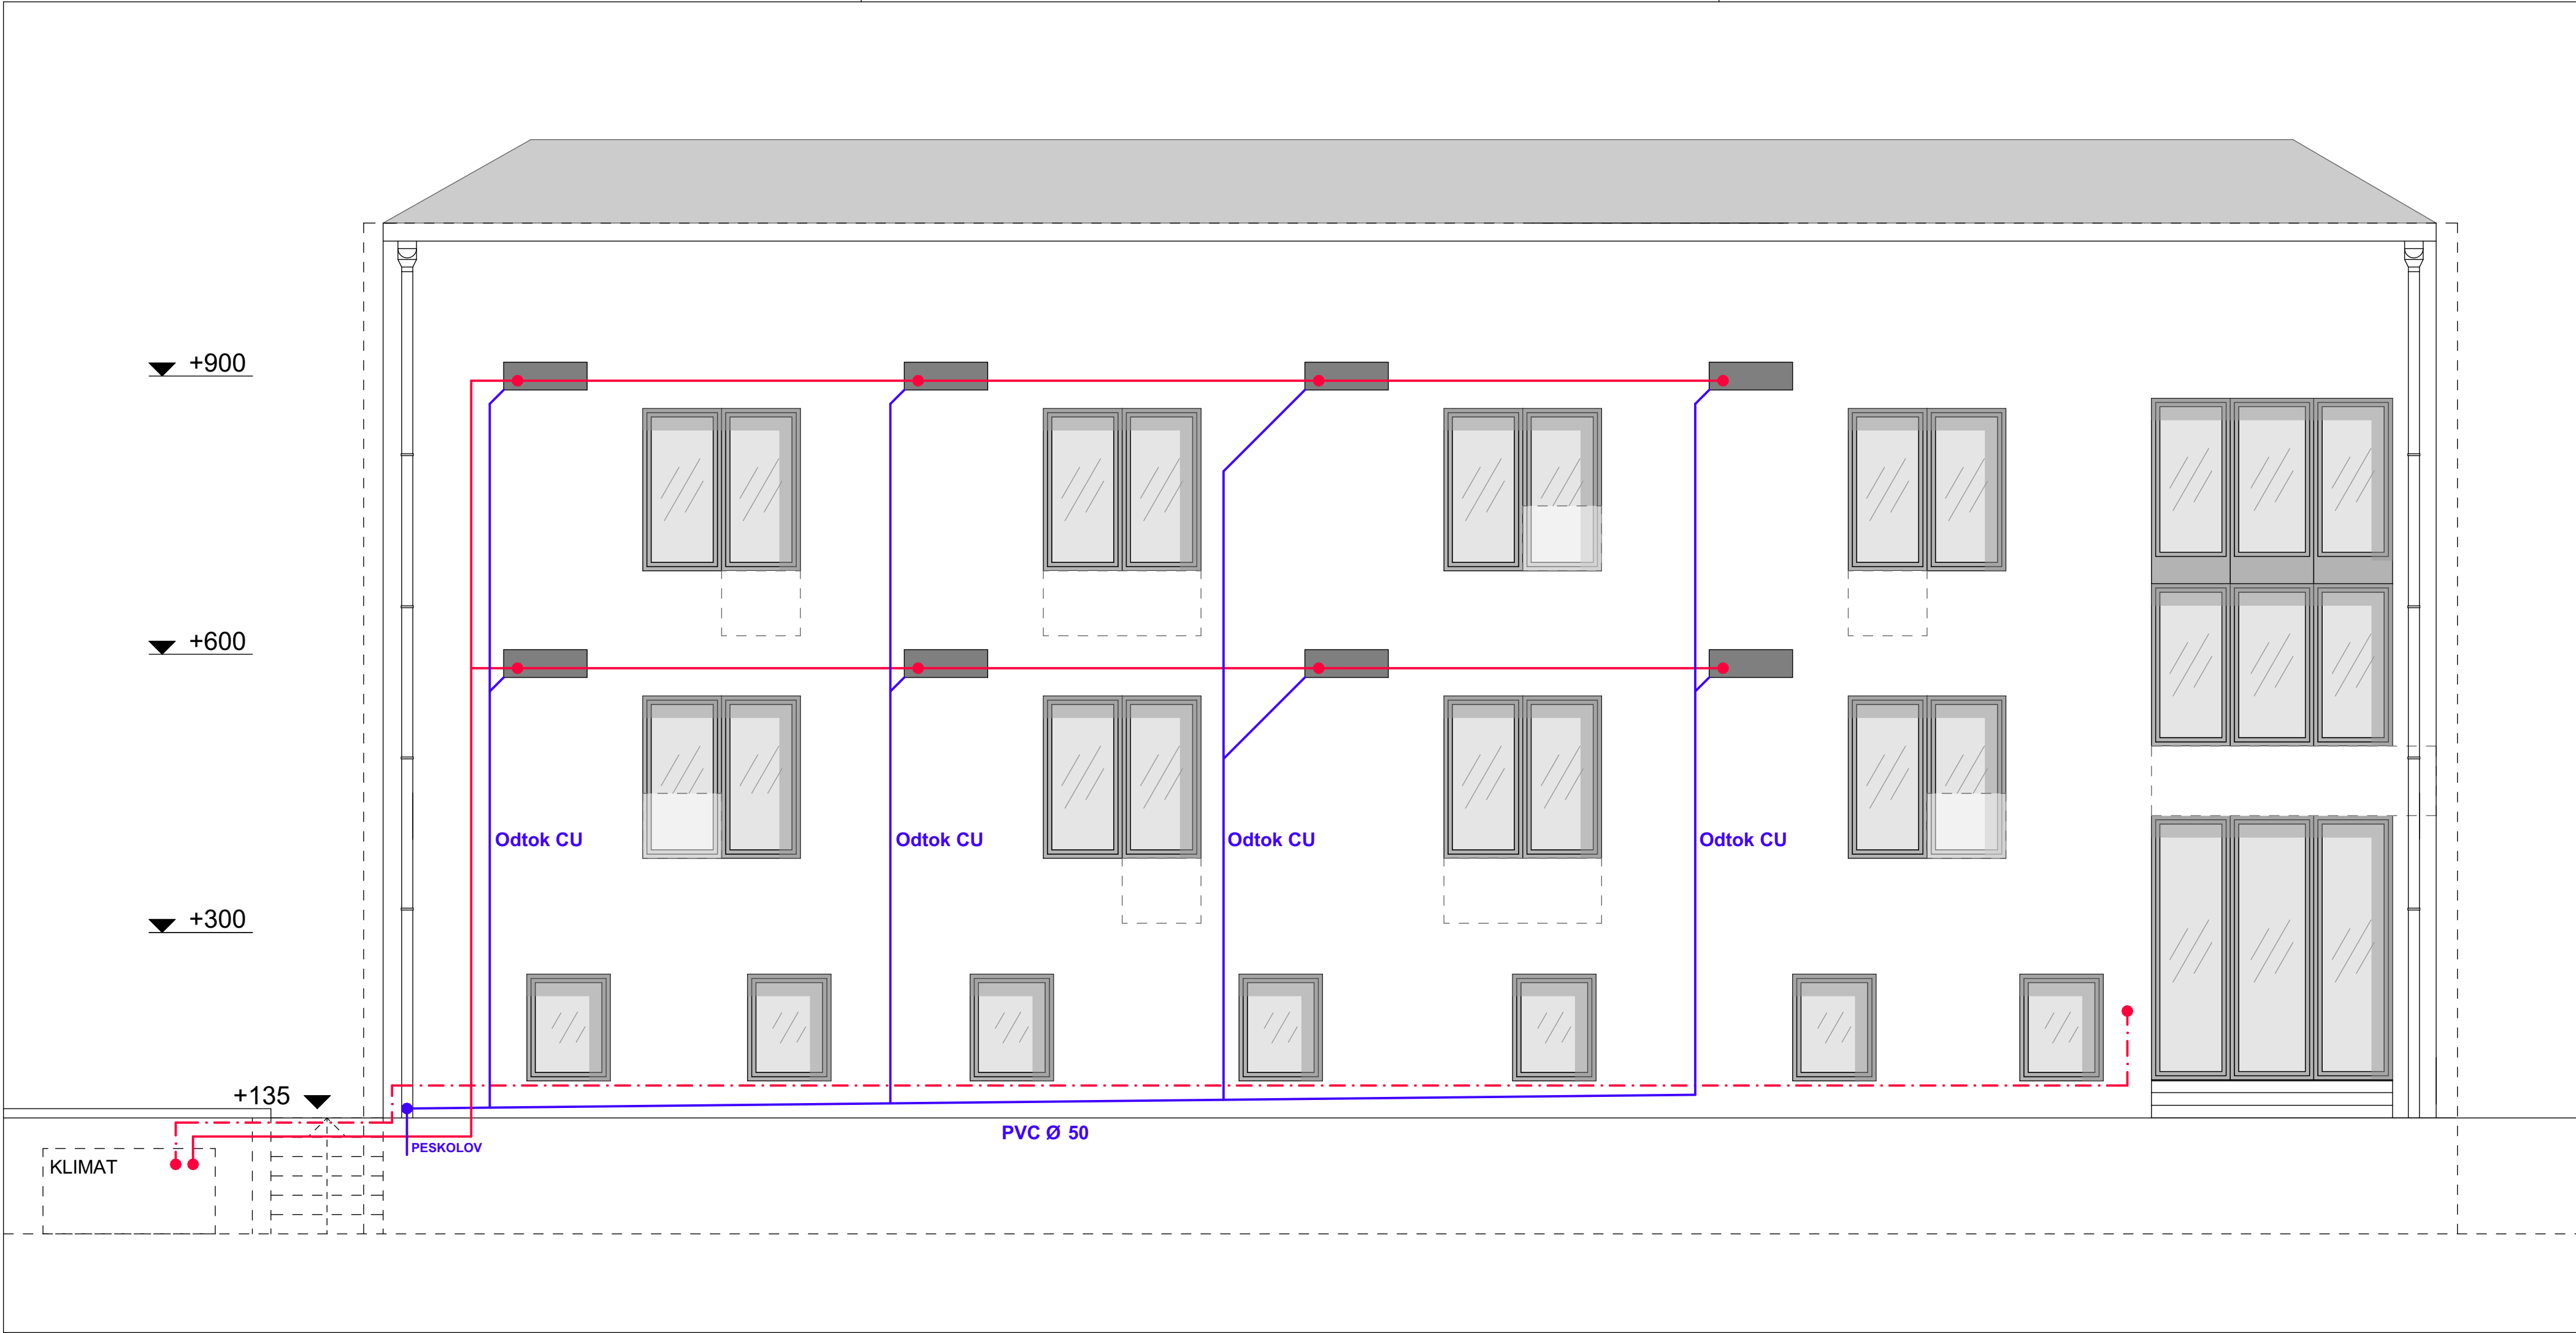 +900
+600
Odtok CU
Odtok CU
Odtok CU
Odtok CU
+300
+135
PVC Ø 50
PESKOLOV
KLIMAT